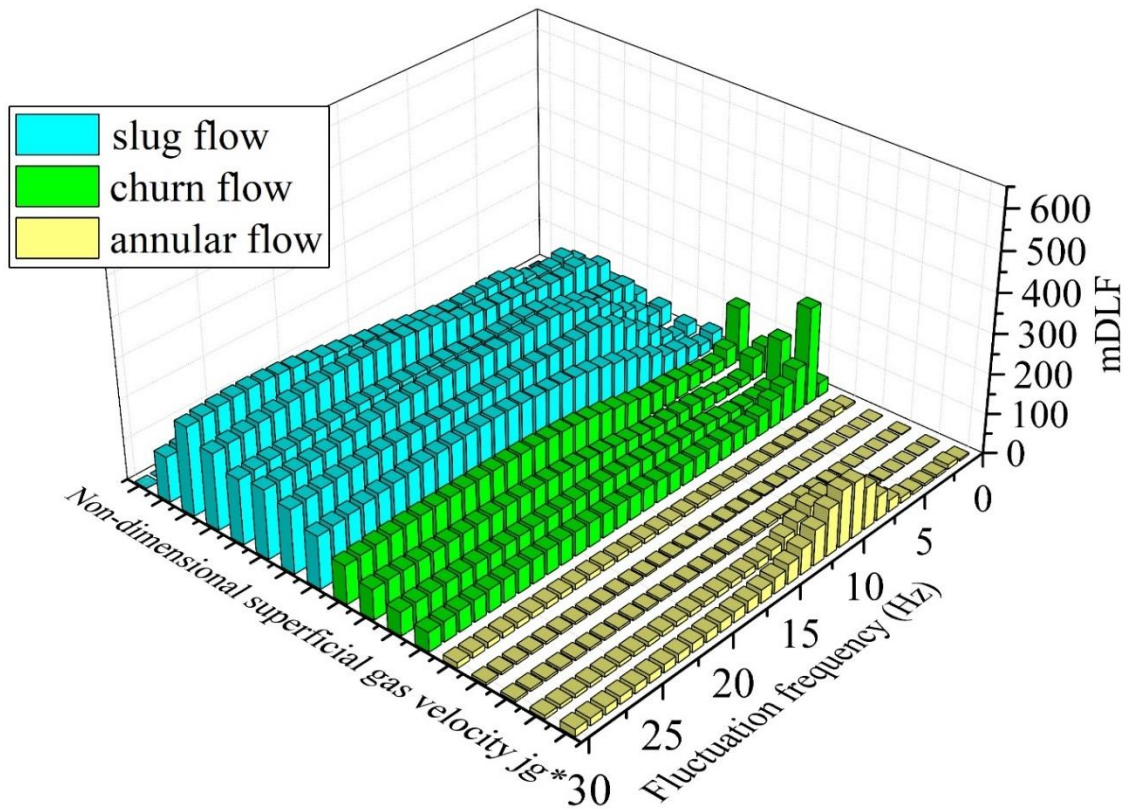 slug flow
churn flow
annular flow
600
500
400
300
200
100
0
mDLF
0
5
10
15
20
25
30
Fluctuation frequency (Hz)
Non-dimensional superficial gas velocity jg*